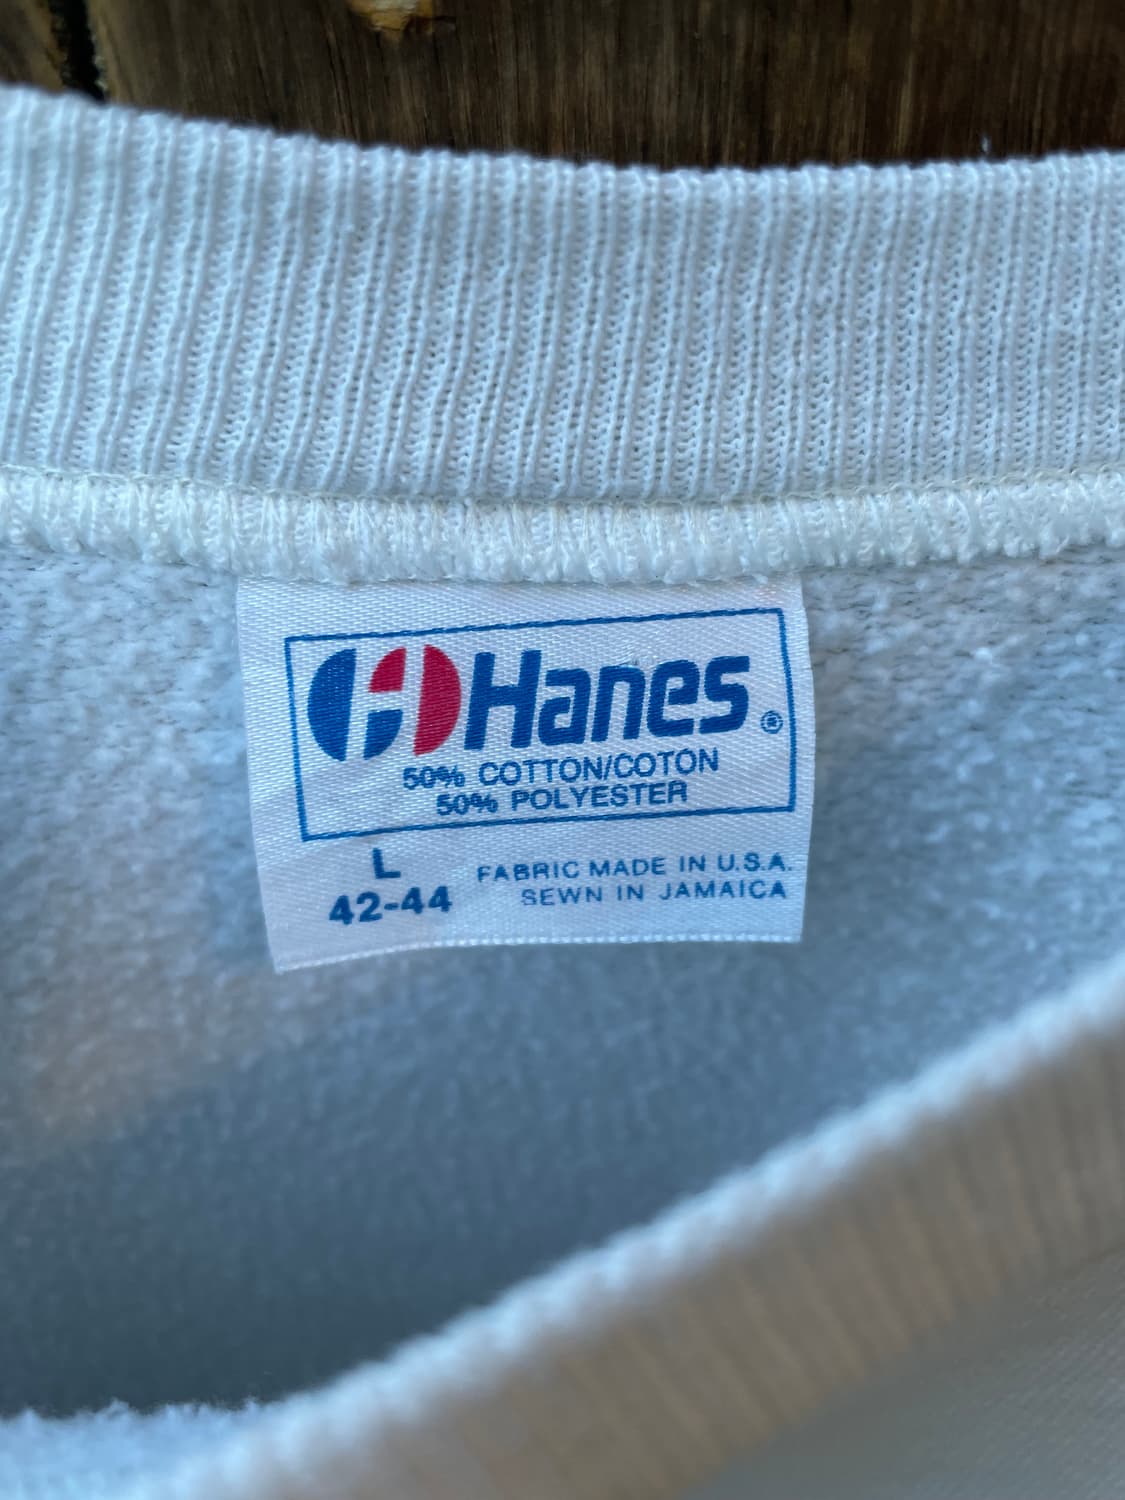 Hanes®
50% COTTON/COTON
50% POLYESTER
L
42-44
FABRIC MADE IN U.S.A.
SEWN IN JAMAICA